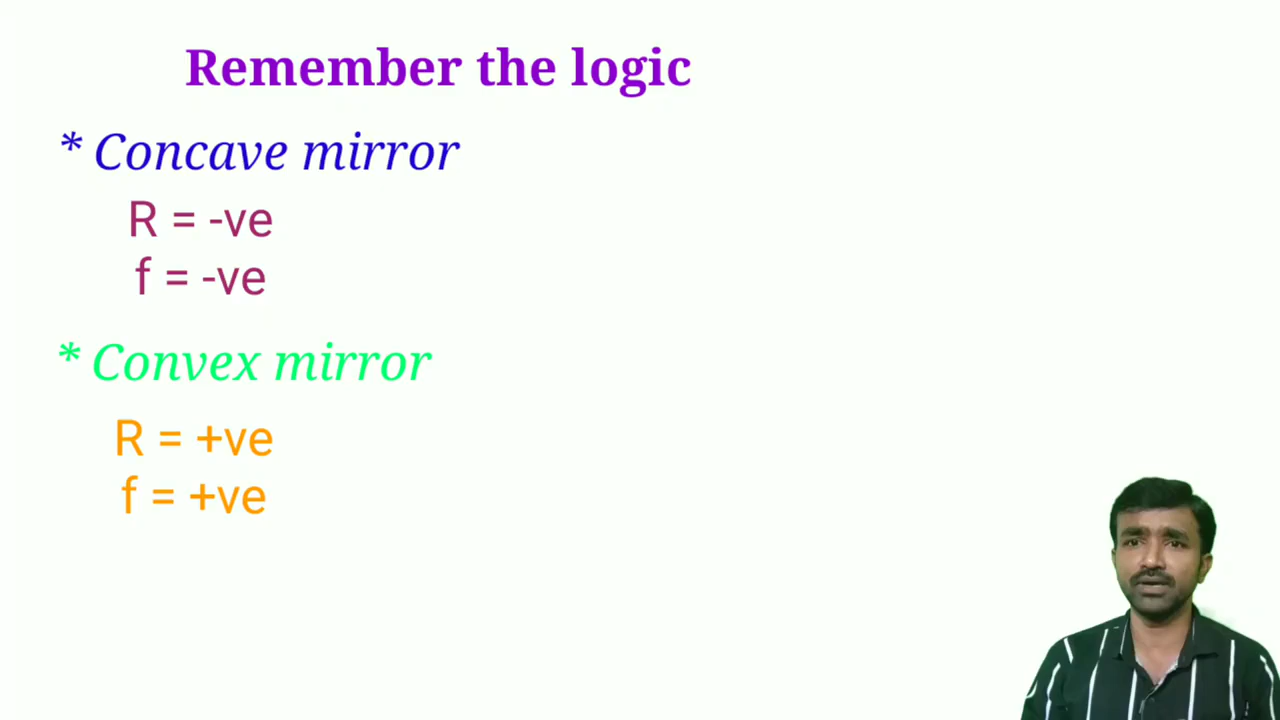 Remember the logic
* Concave mirror
R = -ve
f = -ve
* Convex mirror
R = +ve
f = +ve